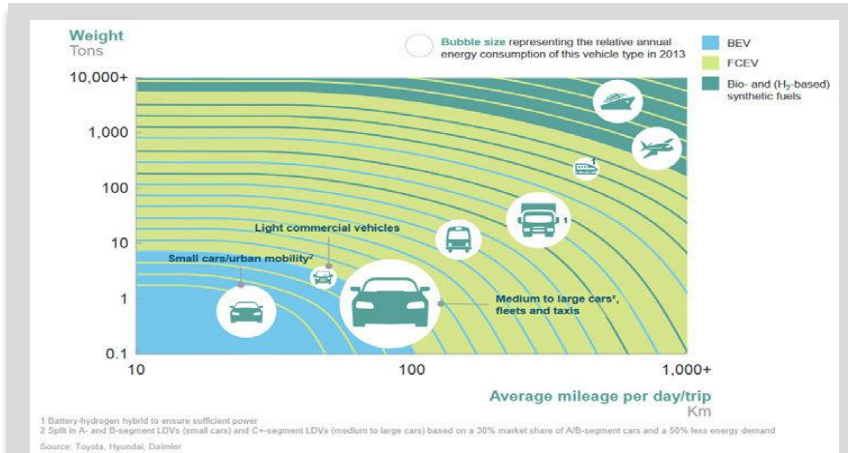 Weight
Tons
Bubble size representing the relative annual
energy consumption of this vehicle type in 2013
BEV
FCEV
Bio- and (H₂-based)
synthetic fuels
10,000+
1,000
100
10
1
0.1
1
1
Light commercial vehicles
Small cars/urban mobility²
Medium to large cars²,
fleets and taxis
10
100
1,000+
Average mileage per day/trip
Km
1 Battery-hydrogen hybrid to ensure sufficient power
2 Split in A- and B-segment LDVs (small cars) and C+-segment LDVs (medium to large cars) based on a 30% market share of A/B-segment cars and a 50% less energy demand
Source: Toyota, Hyundai, Daimler